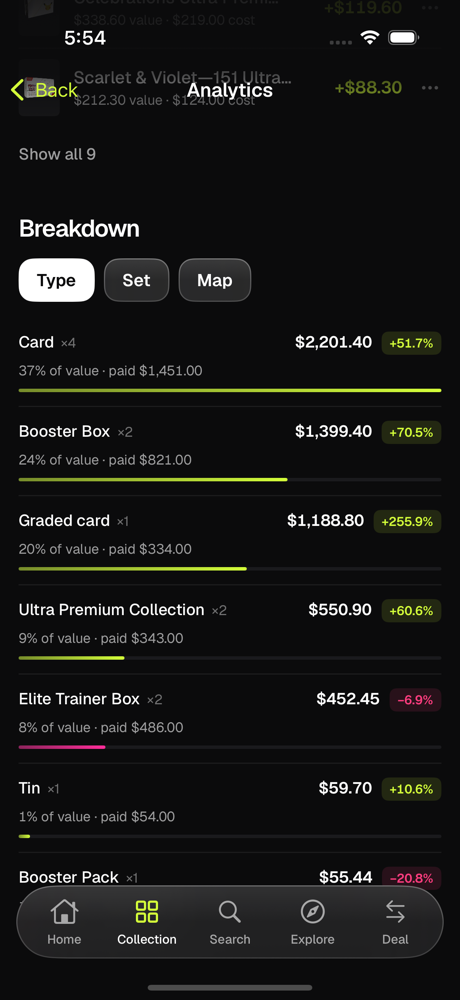 Celebrations Ultra Premi...
+$119.60
$338.60 value · $219.00 cost
5:54
Scarlet & Violet—151 Ultra...
Back
Analytics
+$88.30
$212.30 value · $124.00 cost
Show all 9
Breakdown
Type
Set
Map
Card ×4
$2,201.40
+51.7%
37% of value · paid $1,451.00
Booster Box ×2
$1,399.40
+70.5%
24% of value · paid $821.00
Graded card ×1
$1,188.80
+255.9%
20% of value · paid $334.00
Ultra Premium Collection ×2
$550.90
+60.6%
9% of value · paid $343.00
Elite Trainer Box ×2
$452.45
−6.9%
8% of value · paid $486.00
Tin ×1
$59.70
+10.6%
1% of value · paid $54.00
Booster Pack ×1
$55.44
−20.8%
Home
Collection
Search
Explore
Deal